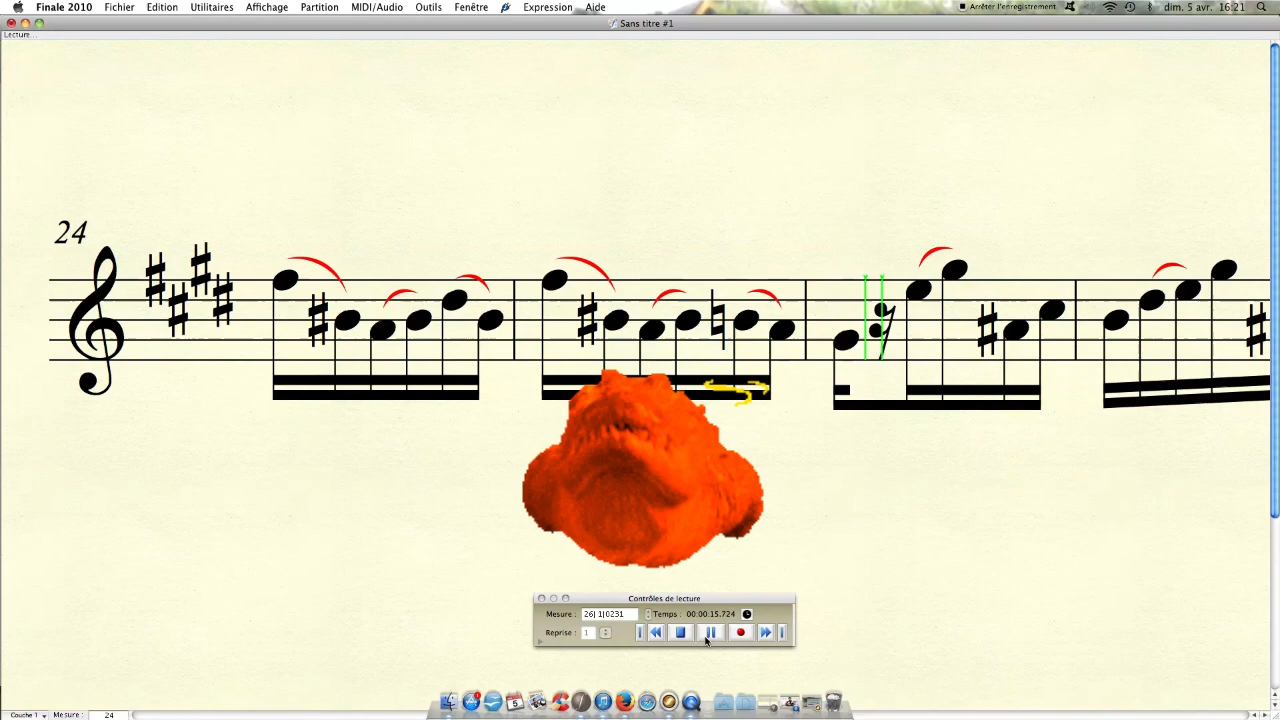 Finale 2010 Fichier Edition Utilitaires Affichage Partition MIDI/Audio Outils Fenêtre Expression Aide Arrêter l'enregistrement dim. 5 avr. 16:21
Sans titre #1
Lecture...
24
Contrôles de lecture
Mesure : 26| 1|0231 Temps : 00:00:15.724
Reprise : 1
5
Couche 1 Mesure : 24